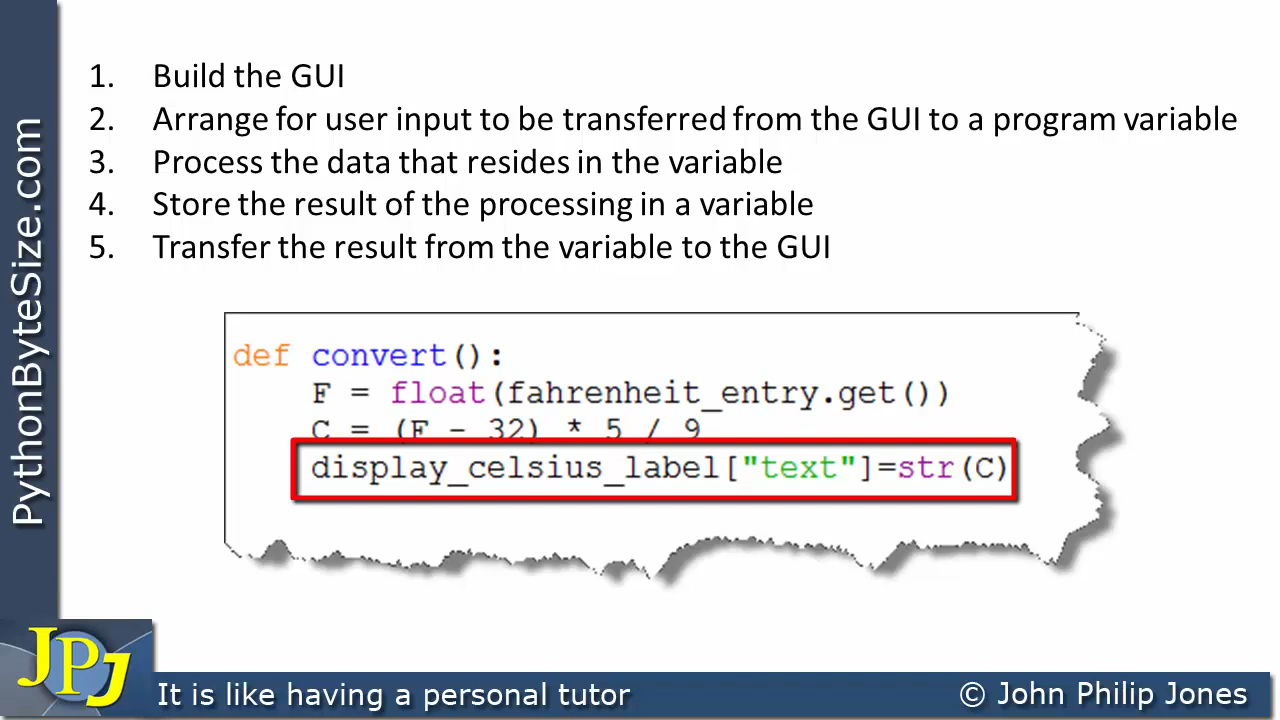 1. Build the GUI
2. Arrange for user input to be transferred from the GUI to a program variable
3. Process the data that resides in the variable
4. Store the result of the processing in a variable
5. Transfer the result from the variable to the GUI
def convert():
    F = float(fahrenheit_entry.get())
    C = (F - 32) * 5 / 9
    display_celsius_label["text"]=str(C)
PythonByteSize.com
JPJ
It is like having a personal tutor
© John Philip Jones